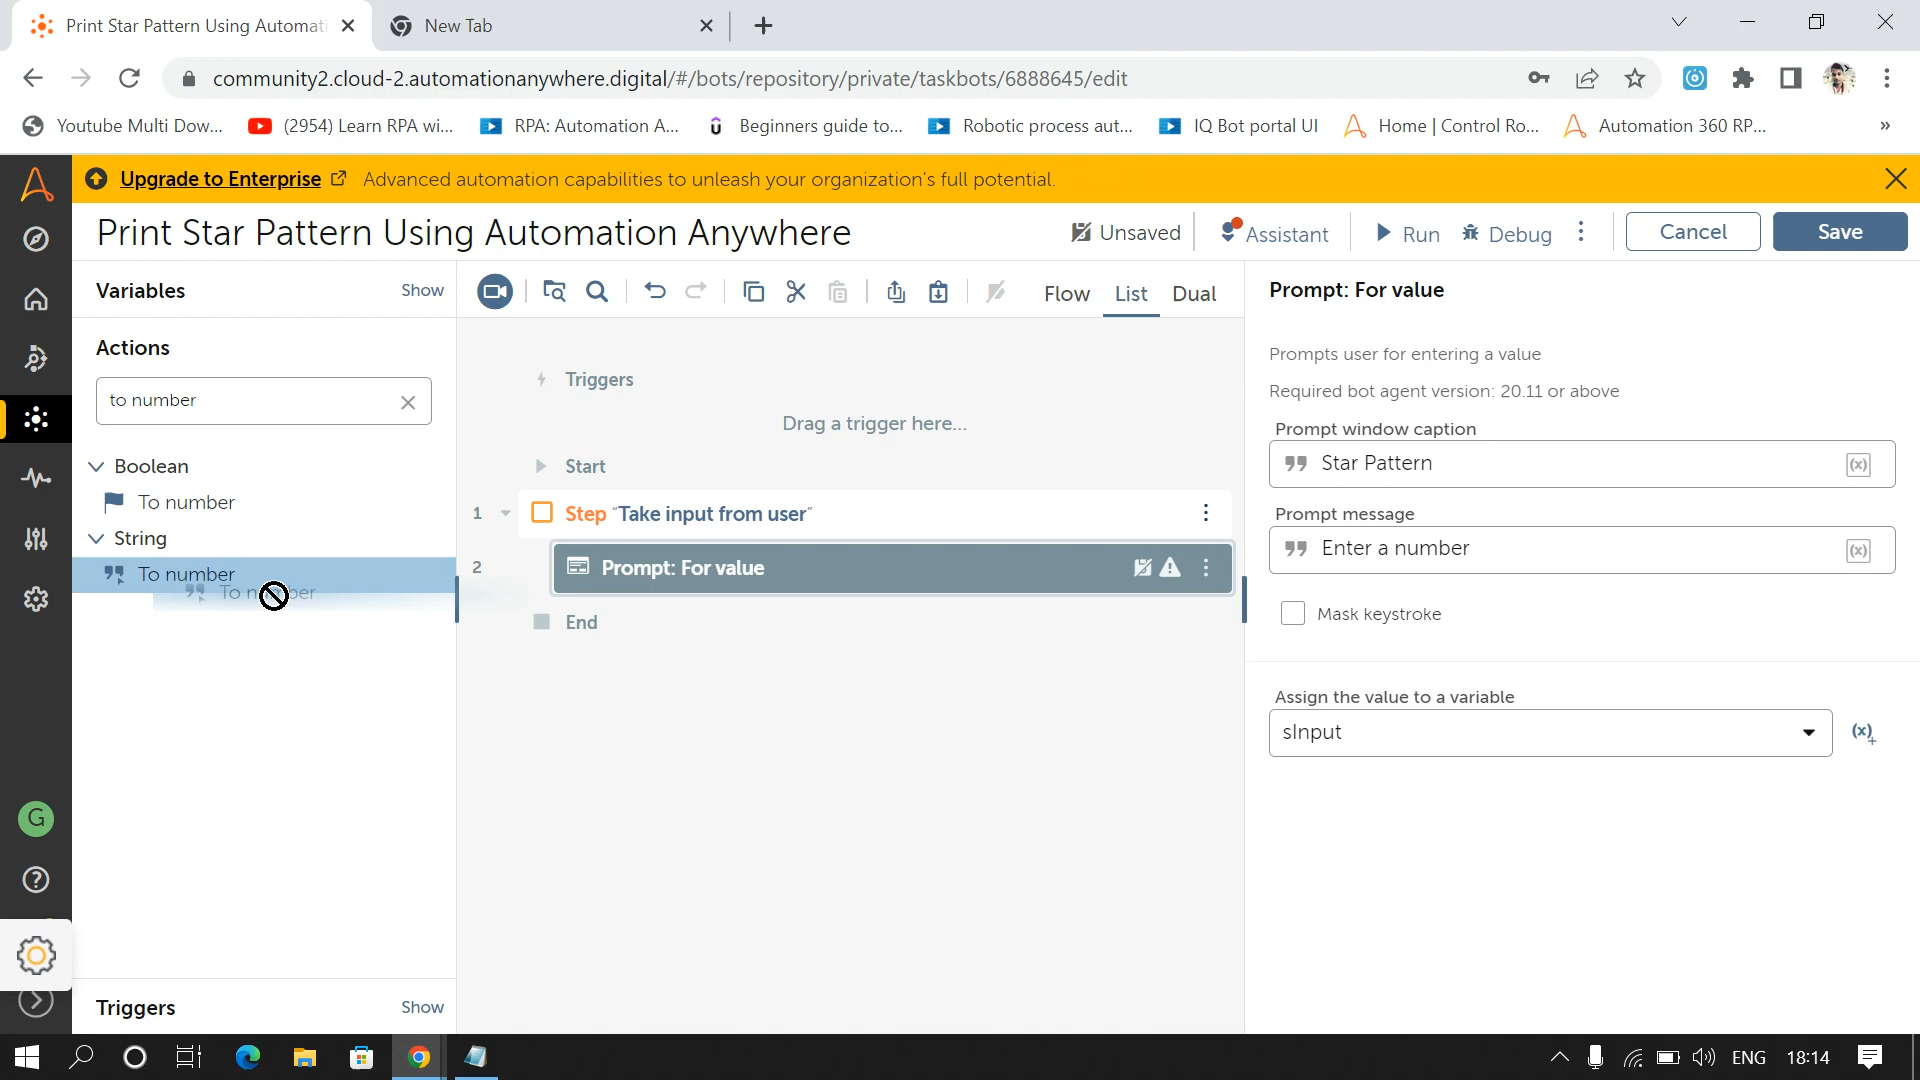 Print Star Pattern Using Automati
New Tab
community2.cloud-2.automationanywhere.digital/#/bots/repository/private/taskbots/6888645/edit
Youtube Multi Dow...
(2954) Learn RPA wi...
RPA: Automation A...
Beginners guide to...
Robotic process aut...
IQ Bot portal UI
Home | Control Ro...
Automation 360 RP...
»
Upgrade to Enterprise
Advanced automation capabilities to unleash your organization's full potential.
Print Star Pattern Using Automation Anywhere
Unsaved
Assistant
Run
Debug
Cancel
Save
Variables
Show
Flow
List
Dual
Prompt: For value
Actions
to number
Boolean
To number
String
To number
To number
Triggers
Drag a trigger here...
Start
1
Step "Take input from user"
2
Prompt: For value
End
Prompts user for entering a value
Required bot agent version: 20.11 or above
Prompt window caption
Star Pattern
(x)
Prompt message
Enter a number
(x)
Mask keystroke
Assign the value to a variable
sInput
(x)+
G
Triggers
Show
ENG
18:14